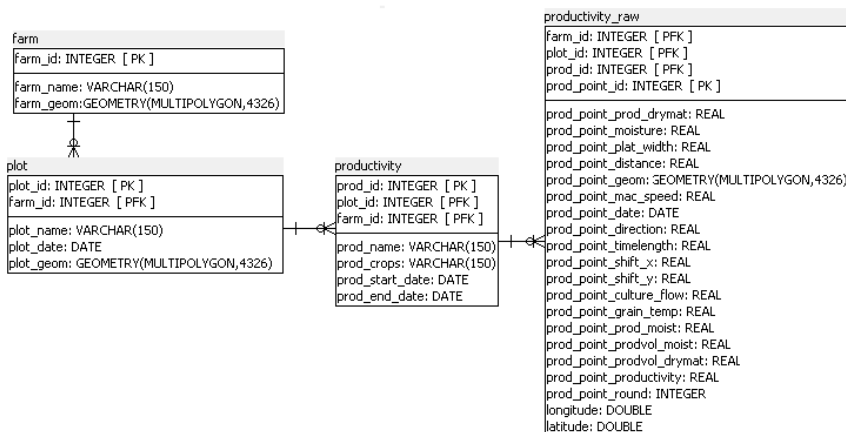 farm
farm_id: INTEGER [ PK ]
farm_name: VARCHAR(150)
farm_geom:GEOMETRY(MULTIPOLYGON,4326)
plot
plot_id: INTEGER [ PK ]
farm_id: INTEGER [ PFK ]
plot_name: VARCHAR(150)
plot_date: DATE
plot_geom: GEOMETRY(MULTIPOLYGON,4326)
productivity
prod_id: INTEGER [ PK ]
plot_id: INTEGER [ PFK ]
farm_id: INTEGER [ PFK ]
prod_name: VARCHAR(150)
prod_crops: VARCHAR(150)
prod_start_date: DATE
prod_end_date: DATE
productivity_raw
farm_id: INTEGER [ PFK ]
plot_id: INTEGER [ PFK ]
prod_id: INTEGER [ PFK ]
prod_point_id: INTEGER [ PK ]
prod_point_prod_drymat: REAL
prod_point_moisture: REAL
prod_point_plat_width: REAL
prod_point_distance: REAL
prod_point_geom: GEOMETRY(MULTIPOLYGON,4326)
prod_point_mac_speed: REAL
prod_point_date: DATE
prod_point_direction: REAL
prod_point_timelength: REAL
prod_point_shift_x: REAL
prod_point_shift_y: REAL
prod_point_culture_flow: REAL
prod_point_grain_temp: REAL
prod_point_prod_moist: REAL
prod_point_prodvol_moist: REAL
prod_point_prodvol_drymat: REAL
prod_point_productivity: REAL
prod_point_round: INTEGER
longitude: DOUBLE
latitude: DOUBLE